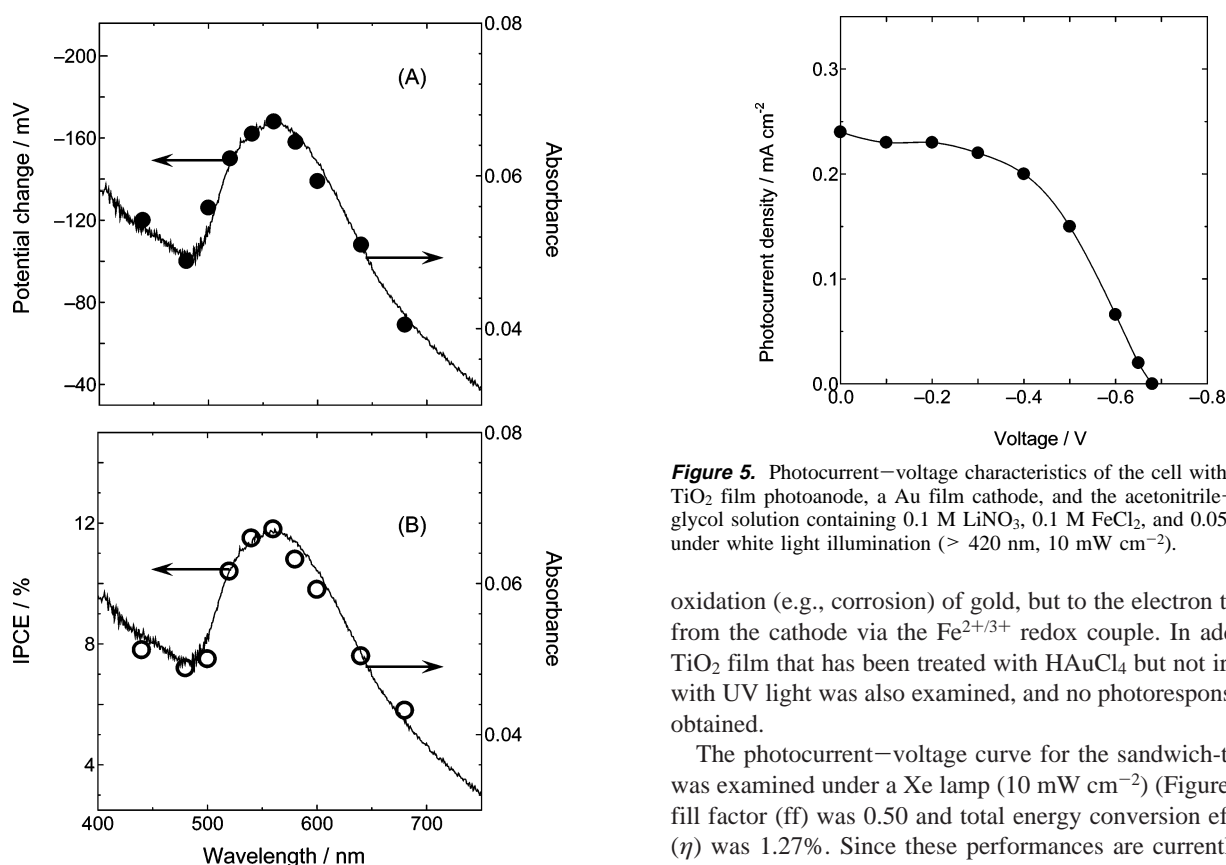 −200
−160
−120
−80
−40
Potential change / mV
(A)
0.08
0.06
0.04
Absorbance
12
8
4
IPCE / %
(B)
0.08
0.06
0.04
Absorbance
400 500 600 700
Wavelength / nm
0.3
0.2
0.1
0.0
Photocurrent density / mA cm⁻²
0.0 −0.2 −0.4 −0.6 −0.8
Voltage / V
Figure 5. Photocurrent−voltage characteristics of the cell with
TiO₂ film photoanode, a Au film cathode, and the acetonitrile-
glycol solution containing 0.1 M LiNO₃, 0.1 M FeCl₂, and 0.05
under white light illumination (> 420 nm, 10 mW cm⁻²).
oxidation (e.g., corrosion) of gold, but to the electron t
from the cathode via the Fe²⁺/³⁺ redox couple. In add
TiO₂ film that has been treated with HAuCl₄ but not in
with UV light was also examined, and no photorespons
obtained.
The photocurrent−voltage curve for the sandwich-t
was examined under a Xe lamp (10 mW cm⁻²) (Figure
fill factor (ff) was 0.50 and total energy conversion ef
(η) was 1.27%. Since these performances are currentl